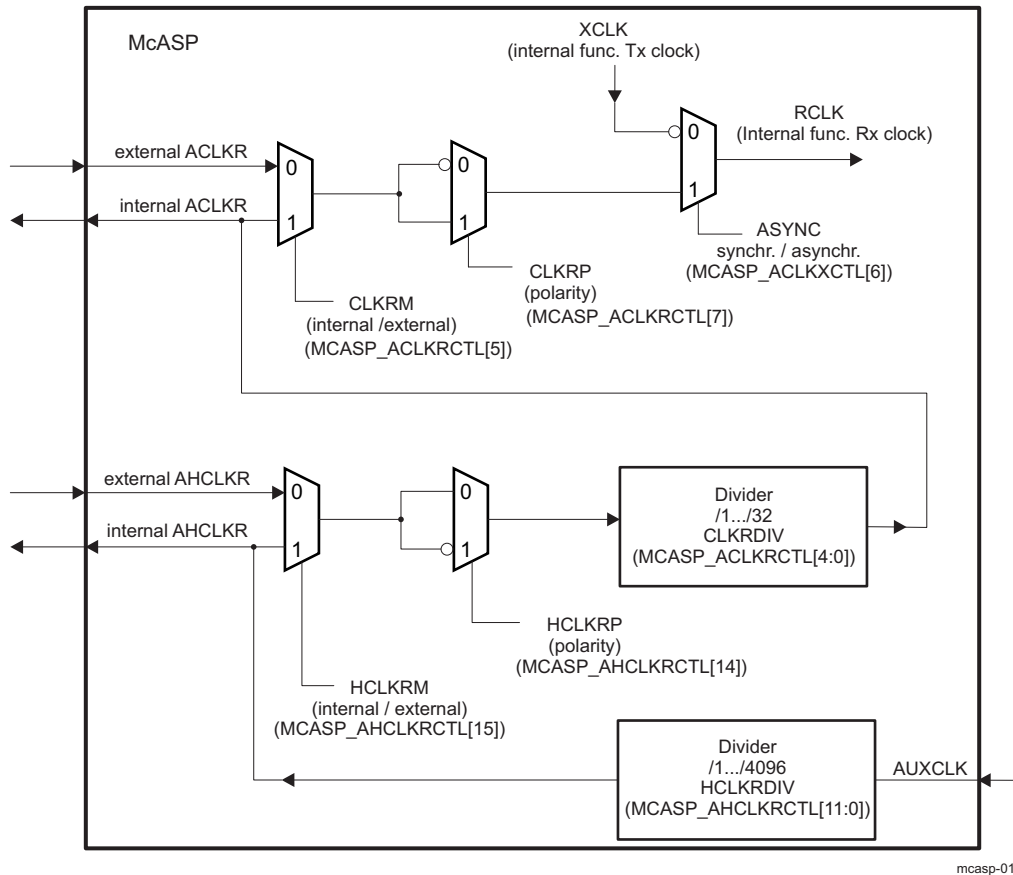 McASP
XCLK
(internal func. Tx clock)
RCLK
(Internal func. Rx clock)
external ACLKR
internal ACLKR
0
1
0
1
0
1
ASYNC
synchr. / asynchr.
(MCASP_ACLKXCTL[6])
CLKRP
(polarity)
(MCASP_ACLKRCTL[7])
CLKRM
(internal /external)
(MCASP_ACLKRCTL[5])
external AHCLKR
internal AHCLKR
0
1
0
1
Divider
/1.../32
CLKRDIV
(MCASP_ACLKRCTL[4:0])
HCLKRP
(polarity)
(MCASP_AHCLKRCTL[14])
HCLKRM
(internal / external)
(MCASP_AHCLKRCTL[15])
Divider
/1.../4096
HCLKRDIV
(MCASP_AHCLKRCTL[11:0])
AUXCLK
mcasp-01